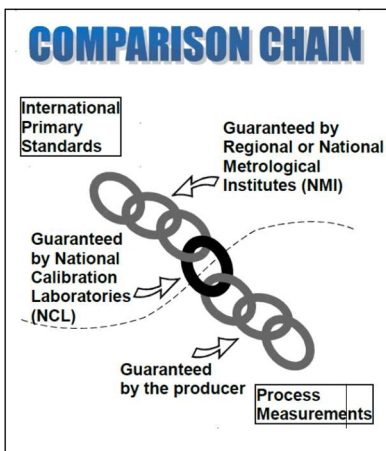 COMPARISON CHAIN
International
Primary
Standards
Guaranteed by
Regional or National
Metrological
Institutes (NMI)
Guaranteed
by National
Calibration
Laboratories
(NCL)
Guaranteed
by the producer
Process
Measurements